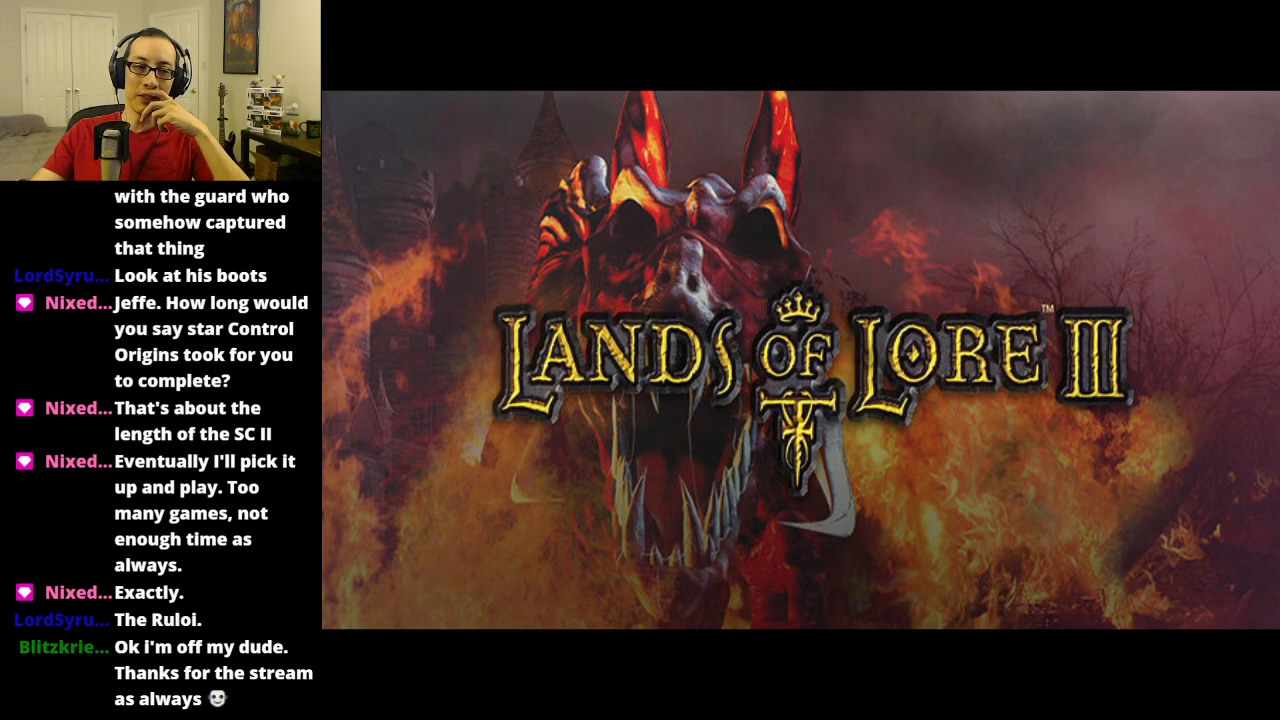 with the guard who
somehow captured
that thing
LordSyru... Look at his boots
Nixed... Jeffe. How long would
you say star Control
Origins took for you
to complete?
Nixed... That's about the
length of the SC II
Nixed... Eventually I'll pick it
up and play. Too
many games, not
enough time as
always.
Nixed... Exactly.
LordSyru... The Ruloi.
Blitzkrie... Ok i'm off my dude.
Thanks for the stream
as always
LANDS OF LORE III™